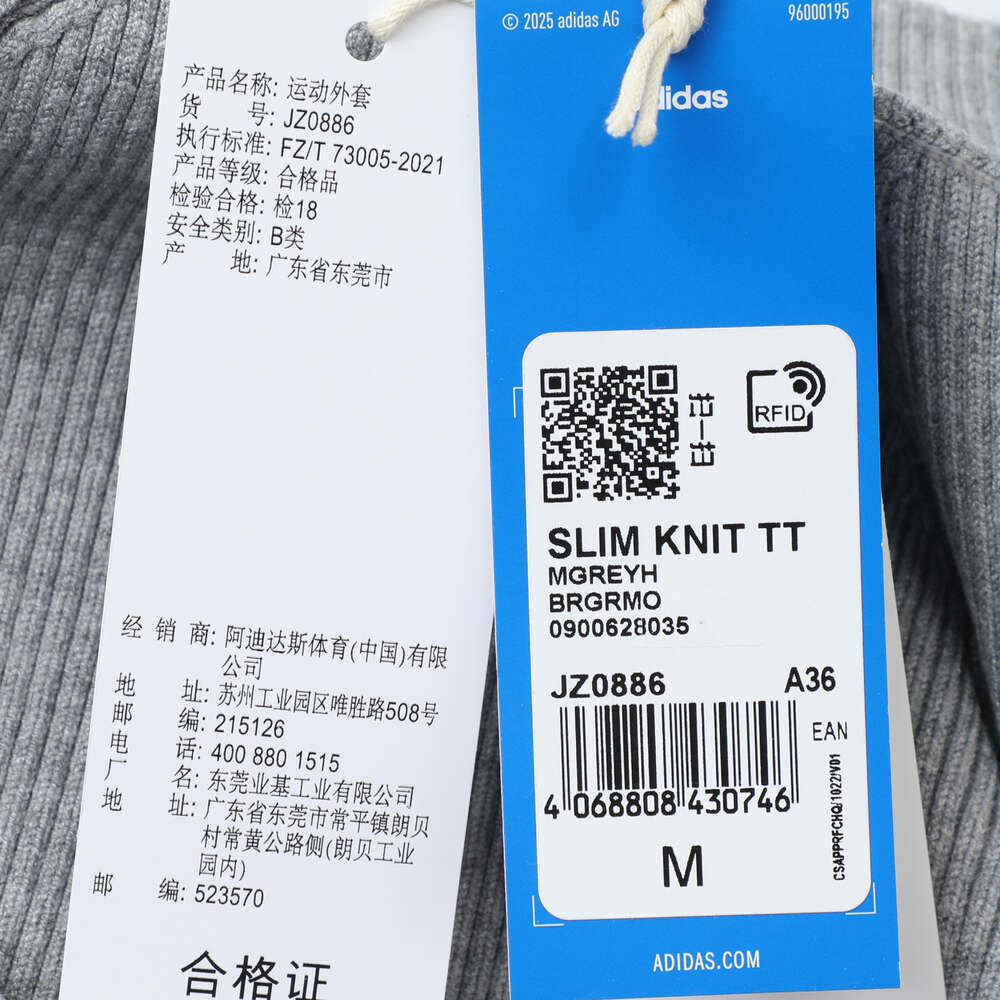 产品名称: 运动外套
货 号: JZ0886
执行标准: FZ/T 73005-2021
产品等级: 合格品
检验合格: 检18
安全类别: B类
产 地: 广东省东莞市
经 销 商: 阿迪达斯体育(中国)有限
公司
地 址: 苏州工业园区唯胜路508号
邮 编: 215126
电 话: 400 880 1515
厂 名: 东莞业基工业有限公司
地 址: 广东省东莞市常平镇朗贝
村常黄公路侧(朗贝工业
园内)
邮 编: 523570
合格证
© 2025 adidas AG
96000195
adidas
扫一扫
RFID
SLIM KNIT TT
MGREYH
BRGRMO
0900628035
JZ0886 A36
EAN
4 068808 430746
CSAPPRFCHQ/1022/V01
M
ADIDAS.COM